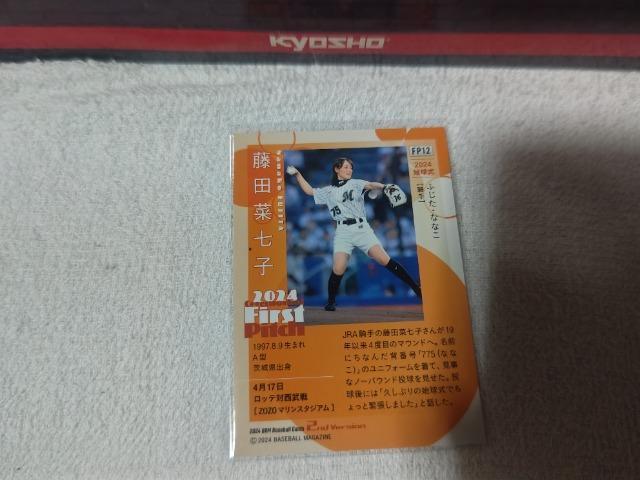 KYOSHO
FP12
2024
始球式
ふじた・ななこ
［騎手］
Nanako FUJITA
藤田菜七子
M
2024
First
Pitch
1997.8.9 生まれ
A型
茨城県出身
4月17日
ロッテ対西武戦
［ZOZOマリンスタジアム］
JRA騎手の藤田菜七子さんが19
年以来4度目のマウンドへ。名前
にちなんだ背番号「775（なな
こ）」のユニフォームを着て、見事
なノーバウンド投球を見せた。投
球後には「久しぶりの始球式でち
ょっと緊張しました」と話した。
2024 BBM Baseball Cards 2nd Version
©2024 BASEBALL MAGAZINE